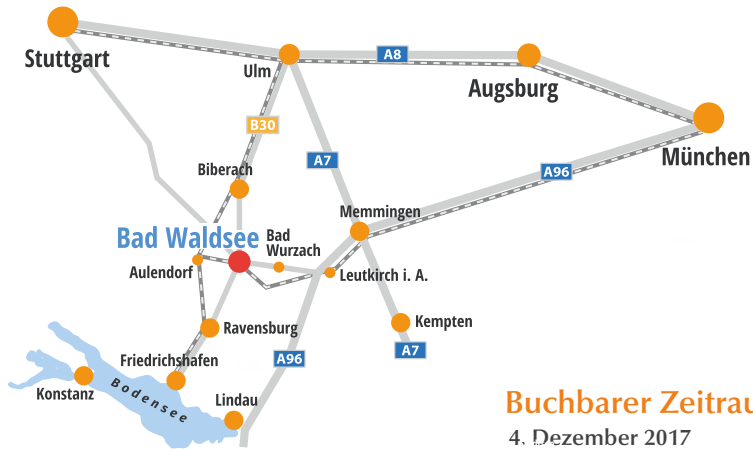 Stuttgart
Ulm
A8
Augsburg
München
B30
A7
A96
Biberach
Memmingen
Bad Waldsee
Bad
Wurzach
Aulendorf
Leutkirch i. A.
Ravensburg
Kempten
A7
A96
Friedrichshafen
Konstanz
Bodensee
Lindau
Buchbarer Zeitrau
4. Dezember 2017